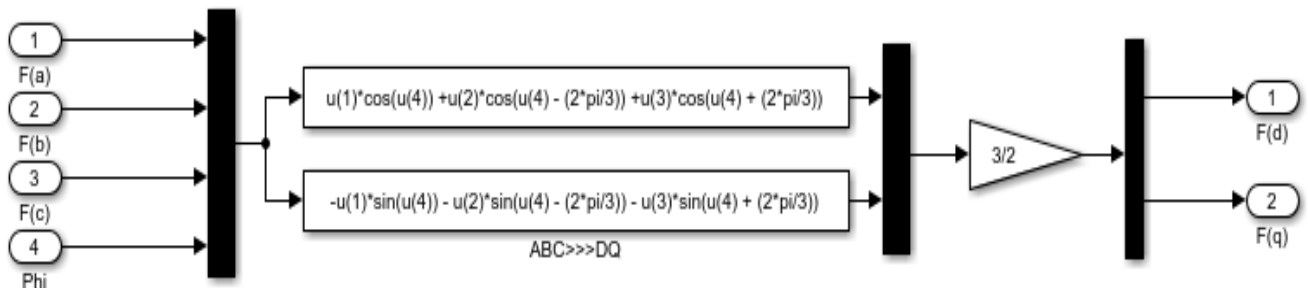 1
F(a)
2
F(b)
3
F(c)
4
Phi
u(1)*cos(u(4)) +u(2)*cos(u(4) - (2*pi/3)) +u(3)*cos(u(4) + (2*pi/3))
-u(1)*sin(u(4)) - u(2)*sin(u(4) - (2*pi/3)) - u(3)*sin(u(4) + (2*pi/3))
ABC>>>DQ
3/2
1
F(d)
2
F(q)